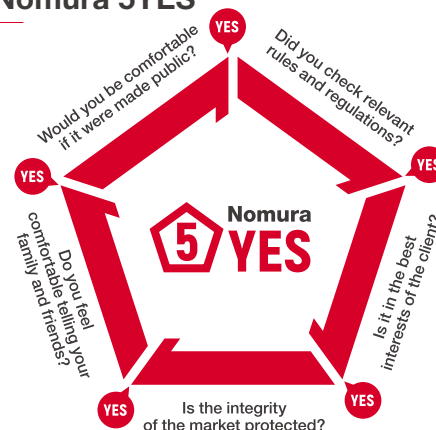 Nomura 5YES
YES
Did you check relevant
rules and regulations?
YES
Is it in the best
interests of the client?
YES
Is the integrity
of the market protected?
YES
Do you feel
comfortable telling your
family and friends?
YES
Would you be comfortable
if it were made public?
5
Nomura
YES